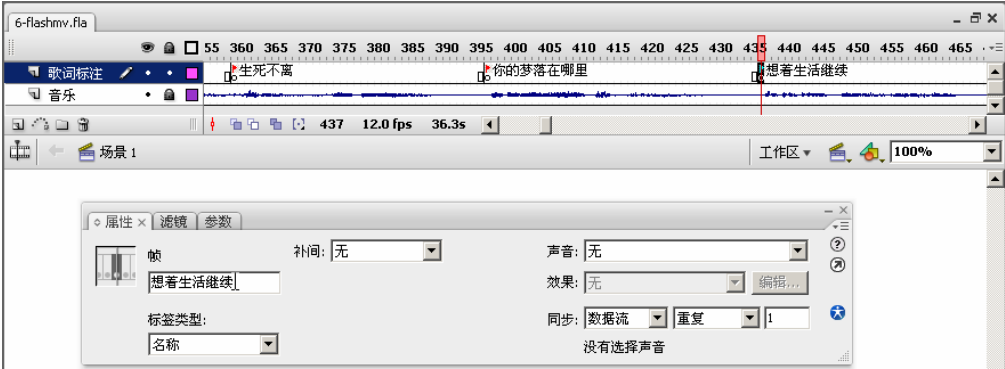 6-flashmv.fla
55 360 365 370 375 380 385 390 395 400 405 410 415 420 425 430 435 440 445 450 455 460 465
歌词标注 生死不离 你的梦落在哪里 想着生活继续
音乐
437 12.0 fps 36.3s
场景 1 工作区 100%
属性 滤镜 参数
帧 补间: 无 声音: 无
想着生活继续 效果: 无 编辑...
标签类型: 同步: 数据流 重复 1
名称 没有选择声音